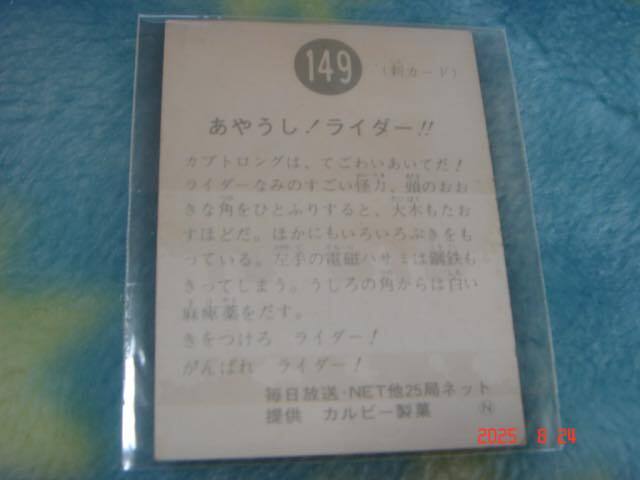 149
(新カード)
あやうし!ライダー!!
カブトロングは、てごわいあいてだ!
ライダーなみのすごい怪力、頭のおお
きな角をひとふりすると、大木もたお
すほどだ。ほかにもいろいろぶきをも
っている。左手の電磁ハサミは鋼鉄も
きってしまう。うしろの角からは白い
麻痺薬をだす。
きをつけろ ライダー!
がんばれ ライダー!
毎日放送・NET他25局ネット
提供 カルビー製菓 N
2025 8 24